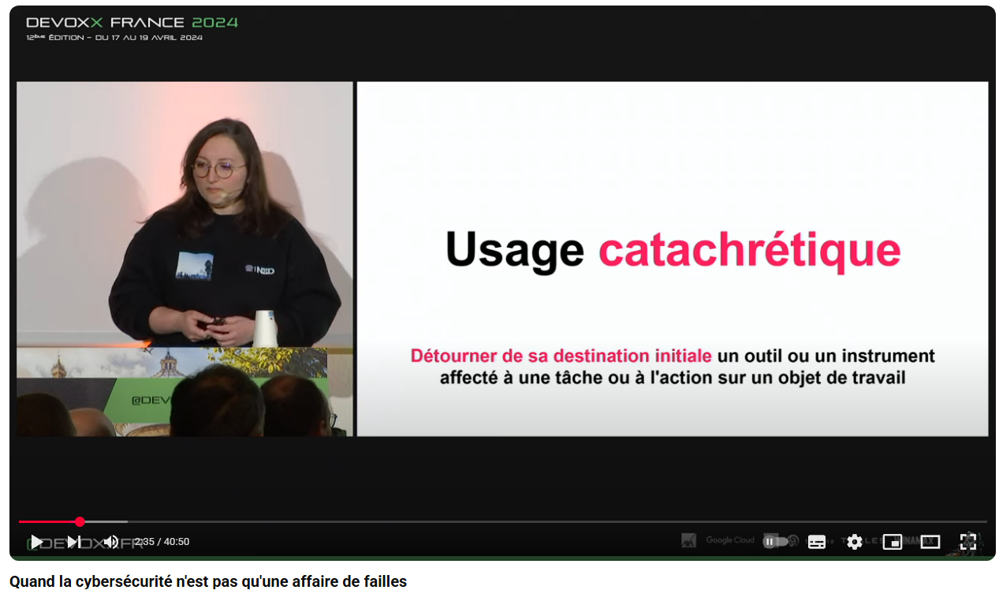 DEVOXX FRANCE 2024
12ÈME ÉDITION – DU 17 AU 19 AVRIL 2024
Usage catachrétique
Détourner de sa destination initiale un outil ou un instrument
affecté à une tâche ou à l'action sur un objet de travail
@DEV
@DEVOXXFR
2:35 / 40:50
Google Cloud
Quand la cybersécurité n'est pas qu'une affaire de failles